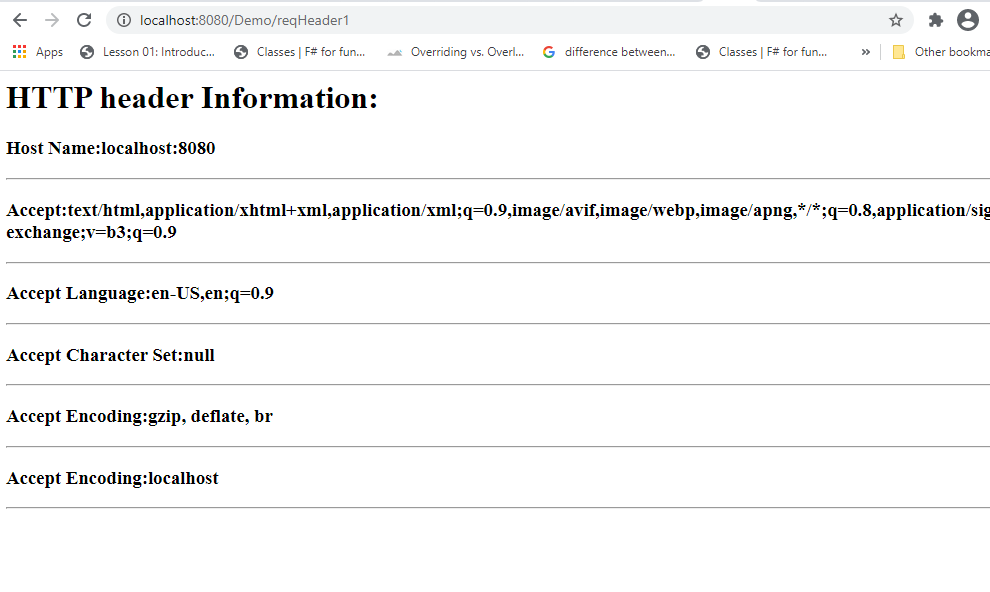 localhost:8080/Demo/reqHeader1
Apps Lesson 01: Introduc... Classes | F# for fun... Overriding vs. Overl... difference between... Classes | F# for fun... » Other bookma
HTTP header Information:
Host Name:localhost:8080
Accept:text/html,application/xhtml+xml,application/xml;q=0.9,image/avif,image/webp,image/apng,*/*;q=0.8,application/sig
exchange;v=b3;q=0.9
Accept Language:en-US,en;q=0.9
Accept Character Set:null
Accept Encoding:gzip, deflate, br
Accept Encoding:localhost